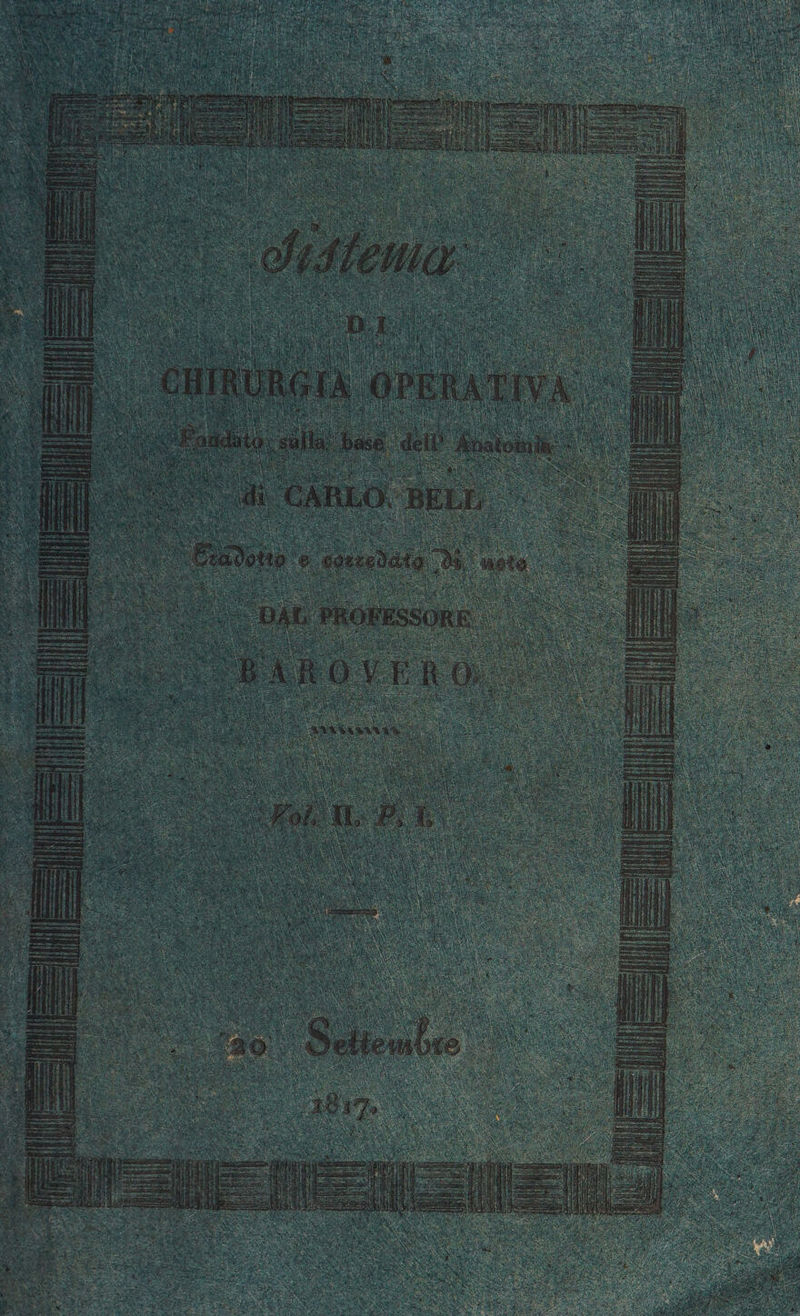 Sistema
DI
CHIRURGIA OPERATIVA
Fondato sulla base dell' Anatomia
di CARLO BELL
Tradotto e corredato di note
DAL PROFESSORE
BAROVERO
Vol. II. P. I.
20 Settembre
1817.